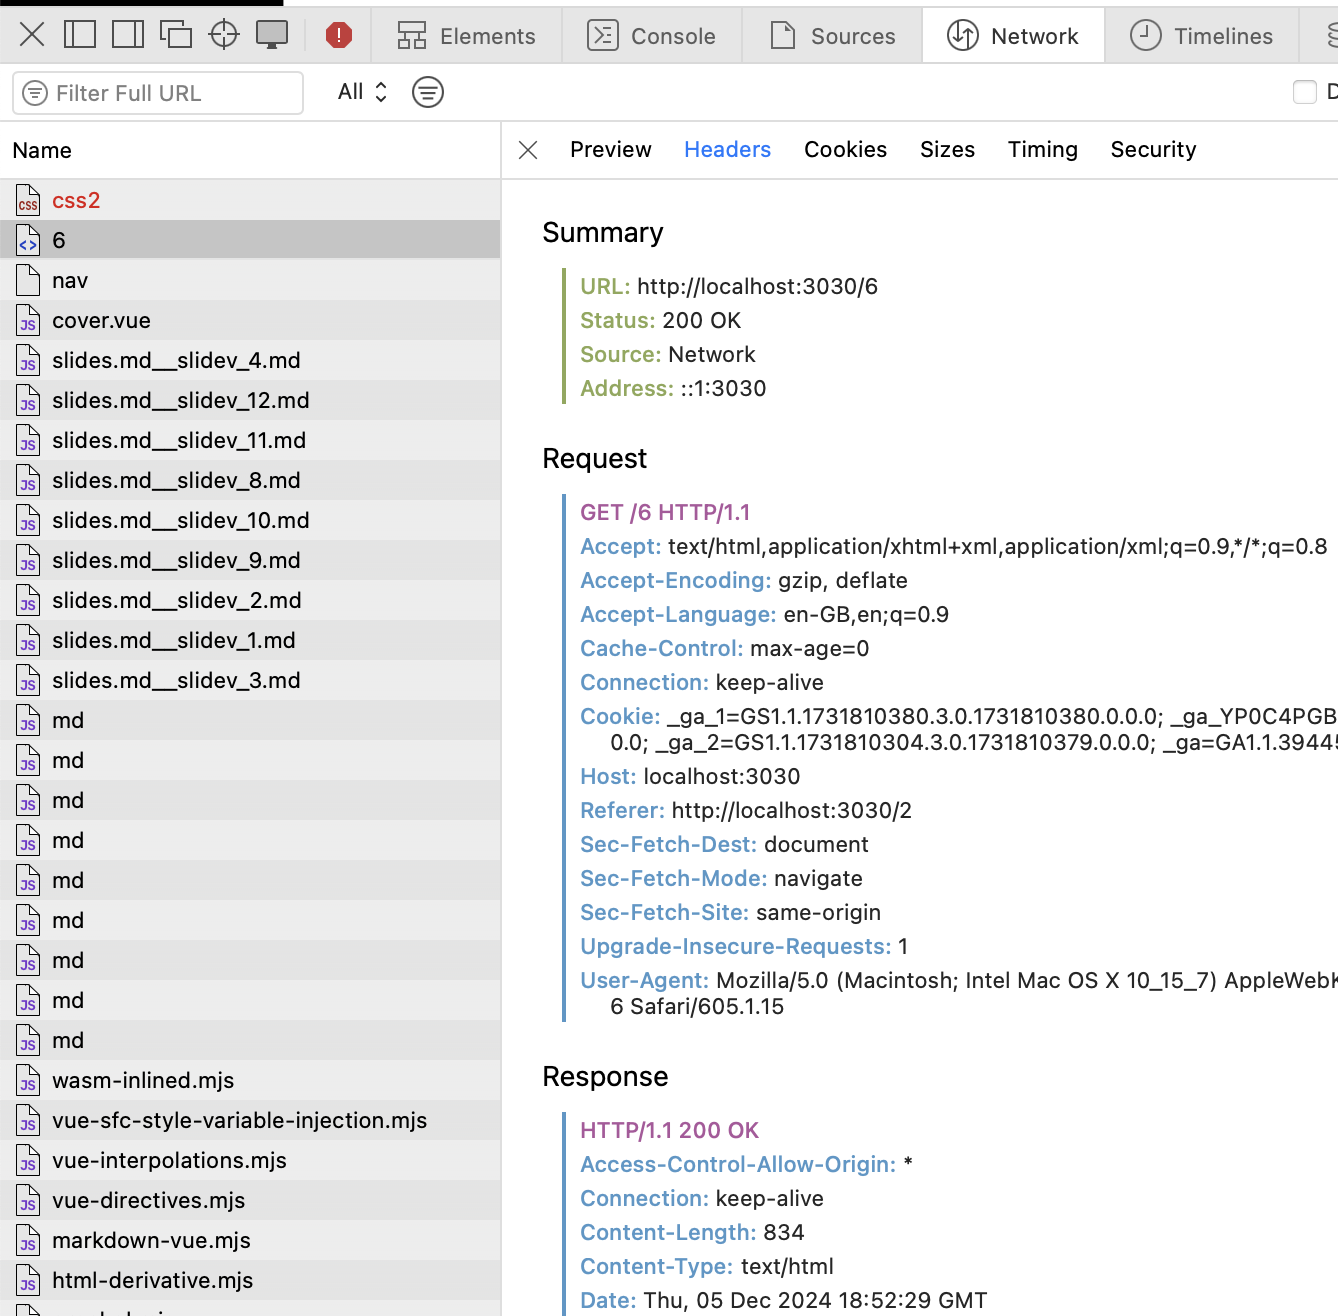 Elements
Console
Sources
Network
Timelines
Filter Full URL
All
D
Name
Preview
Headers
Cookies
Sizes
Timing
Security
css2
6
nav
cover.vue
slides.md__slidev_4.md
slides.md__slidev_12.md
slides.md__slidev_11.md
slides.md__slidev_8.md
slides.md__slidev_10.md
slides.md__slidev_9.md
slides.md__slidev_2.md
slides.md__slidev_1.md
slides.md__slidev_3.md
md
md
md
md
md
md
md
md
md
wasm-inlined.mjs
vue-sfc-style-variable-injection.mjs
vue-interpolations.mjs
vue-directives.mjs
markdown-vue.mjs
html-derivative.mjs
Summary
URL: http://localhost:3030/6
Status: 200 OK
Source: Network
Address: ::1:3030
Request
GET /6 HTTP/1.1
Accept: text/html,application/xhtml+xml,application/xml;q=0.9,*/*;q=0.8
Accept-Encoding: gzip, deflate
Accept-Language: en-GB,en;q=0.9
Cache-Control: max-age=0
Connection: keep-alive
Cookie: _ga_1=GS1.1.1731810380.3.0.1731810380.0.0.0; _ga_YP0C4PGB
0.0; _ga_2=GS1.1.1731810304.3.0.1731810379.0.0.0; _ga=GA1.1.39445
Host: localhost:3030
Referer: http://localhost:3030/2
Sec-Fetch-Dest: document
Sec-Fetch-Mode: navigate
Sec-Fetch-Site: same-origin
Upgrade-Insecure-Requests: 1
User-Agent: Mozilla/5.0 (Macintosh; Intel Mac OS X 10_15_7) AppleWebK
6 Safari/605.1.15
Response
HTTP/1.1 200 OK
Access-Control-Allow-Origin: *
Connection: keep-alive
Content-Length: 834
Content-Type: text/html
Date: Thu, 05 Dec 2024 18:52:29 GMT